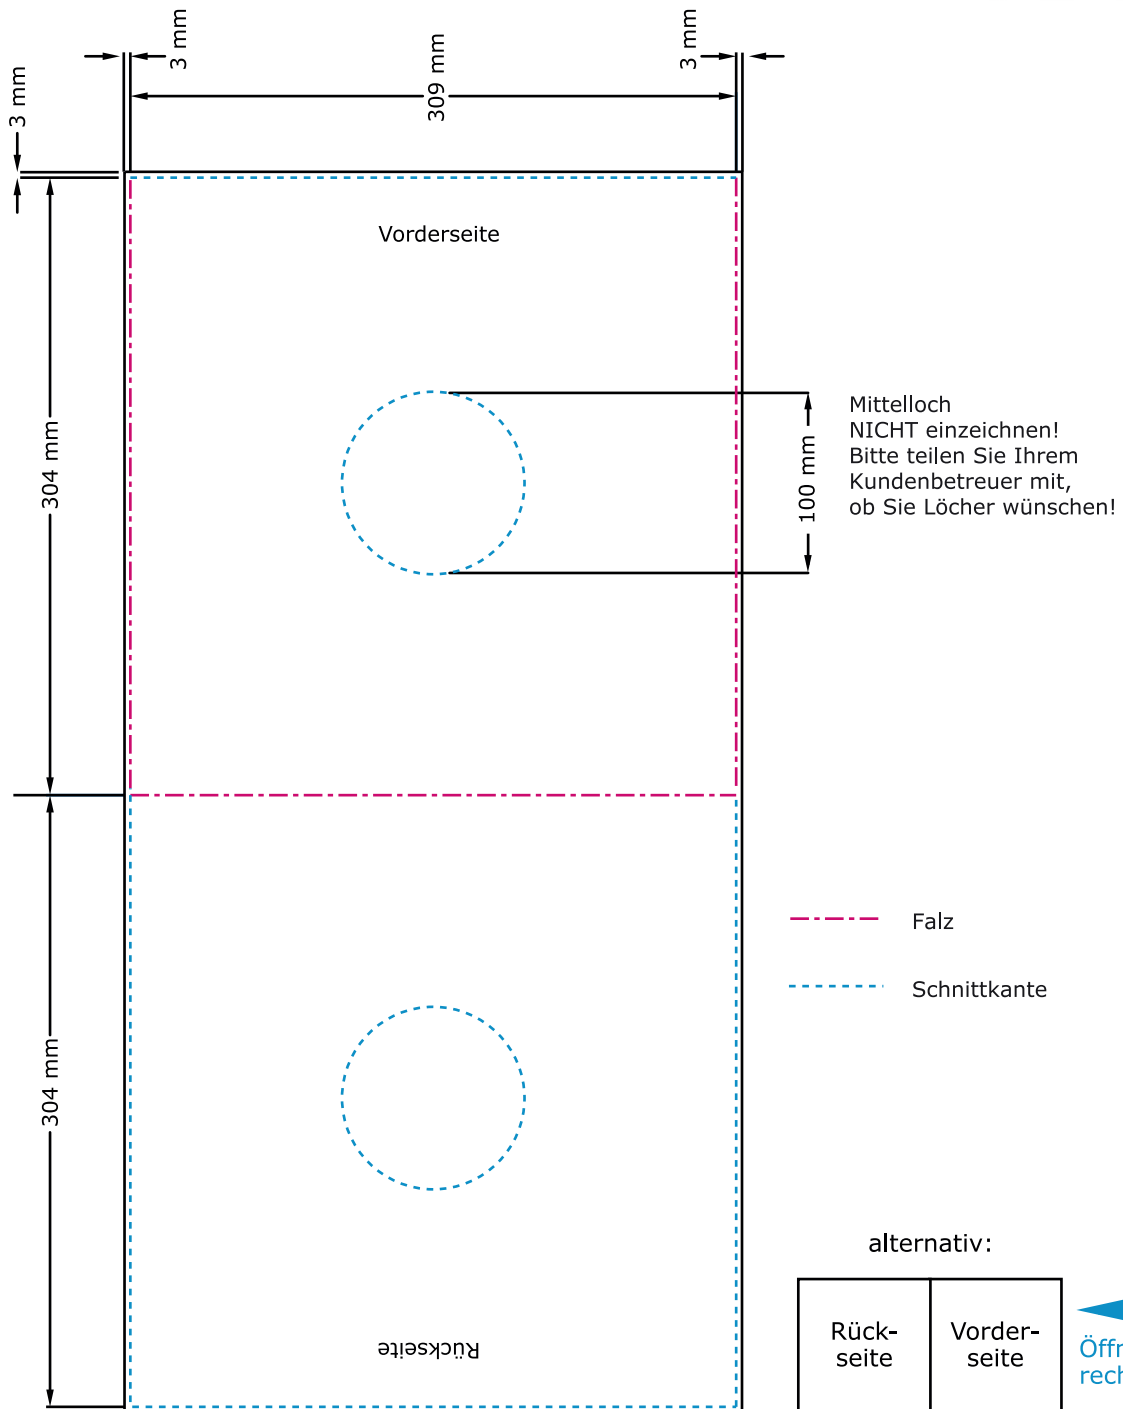 3 mm
3 mm
3 mm
309 mm
Vorderseite
304 mm
100 mm
Mittelloch
NICHT einzeichnen!
Bitte teilen Sie Ihrem
Kundenbetreuer mit,
ob Sie Löcher wünschen!
Falz
Schnittkante
304 mm
Rückseite
alternativ:
Rück-
seite
Vorder-
seite